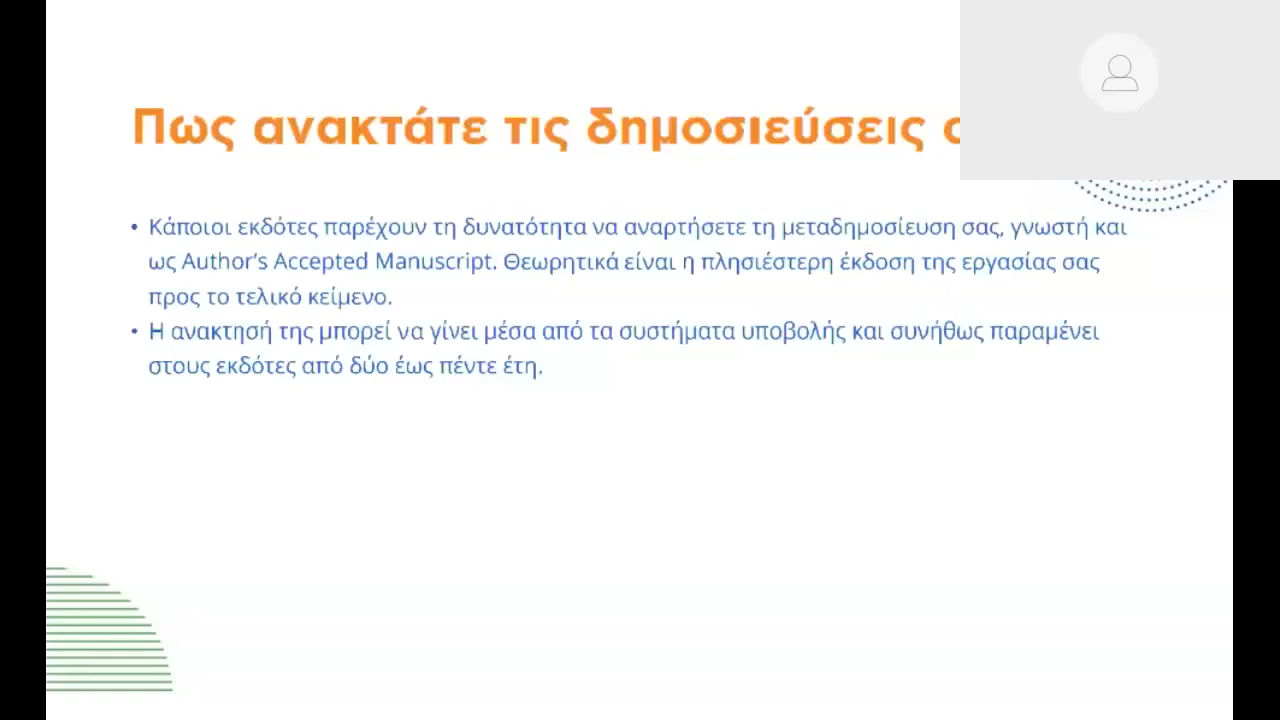 Πως ανακτάτε τις δημοσιεύσεις
• Κάποιοι εκδότες παρέχουν τη δυνατότητα να αναρτήσετε τη μεταδημοσίευση σας, γνωστή και
ως Author’s Accepted Manuscript. Θεωρητικά είναι η πλησιέστερη έκδοση της εργασίας σας
προς το τελικό κείμενο.
• Η ανακτησή της μπορεί να γίνει μέσα από τα συστήματα υποβολής και συνήθως παραμένει
στους εκδότες από δύο έως πέντε έτη.